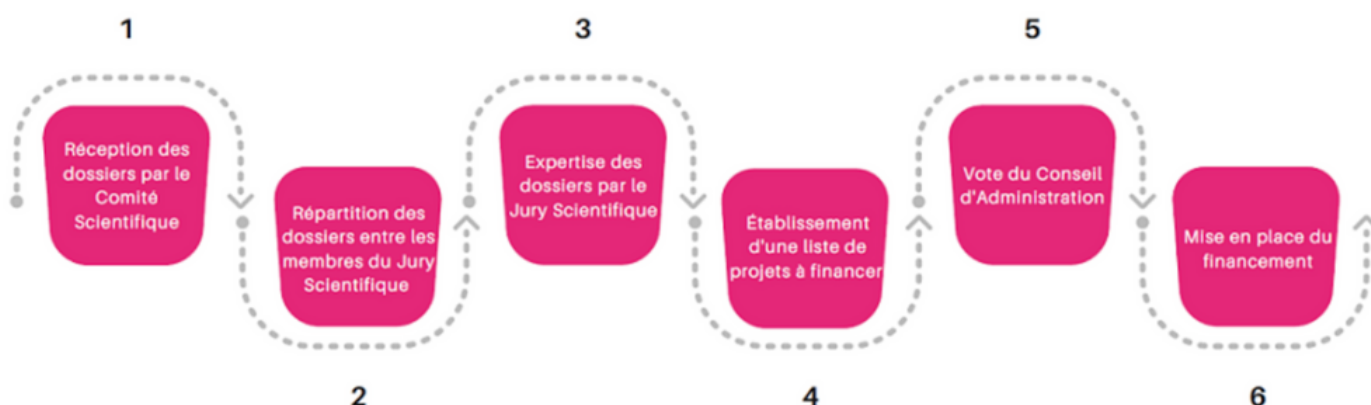 1
Réception des
dossiers par le
Comité
Scientifique
2
Répartition des
dossiers entre les
membres du Jury
Scientifique
3
Expertise des
dossiers par le
Jury Scientifique
4
Établissement
d'une liste de
projets à financer
5
Vote du Conseil
d'Administration
6
Mise en place du
financement